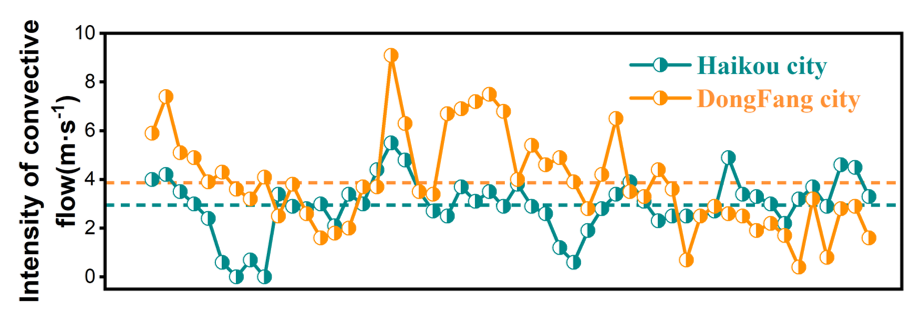 Intensity of convective
flow(m·s⁻¹)
10
8
6
4
2
0
Haikou city
DongFang city